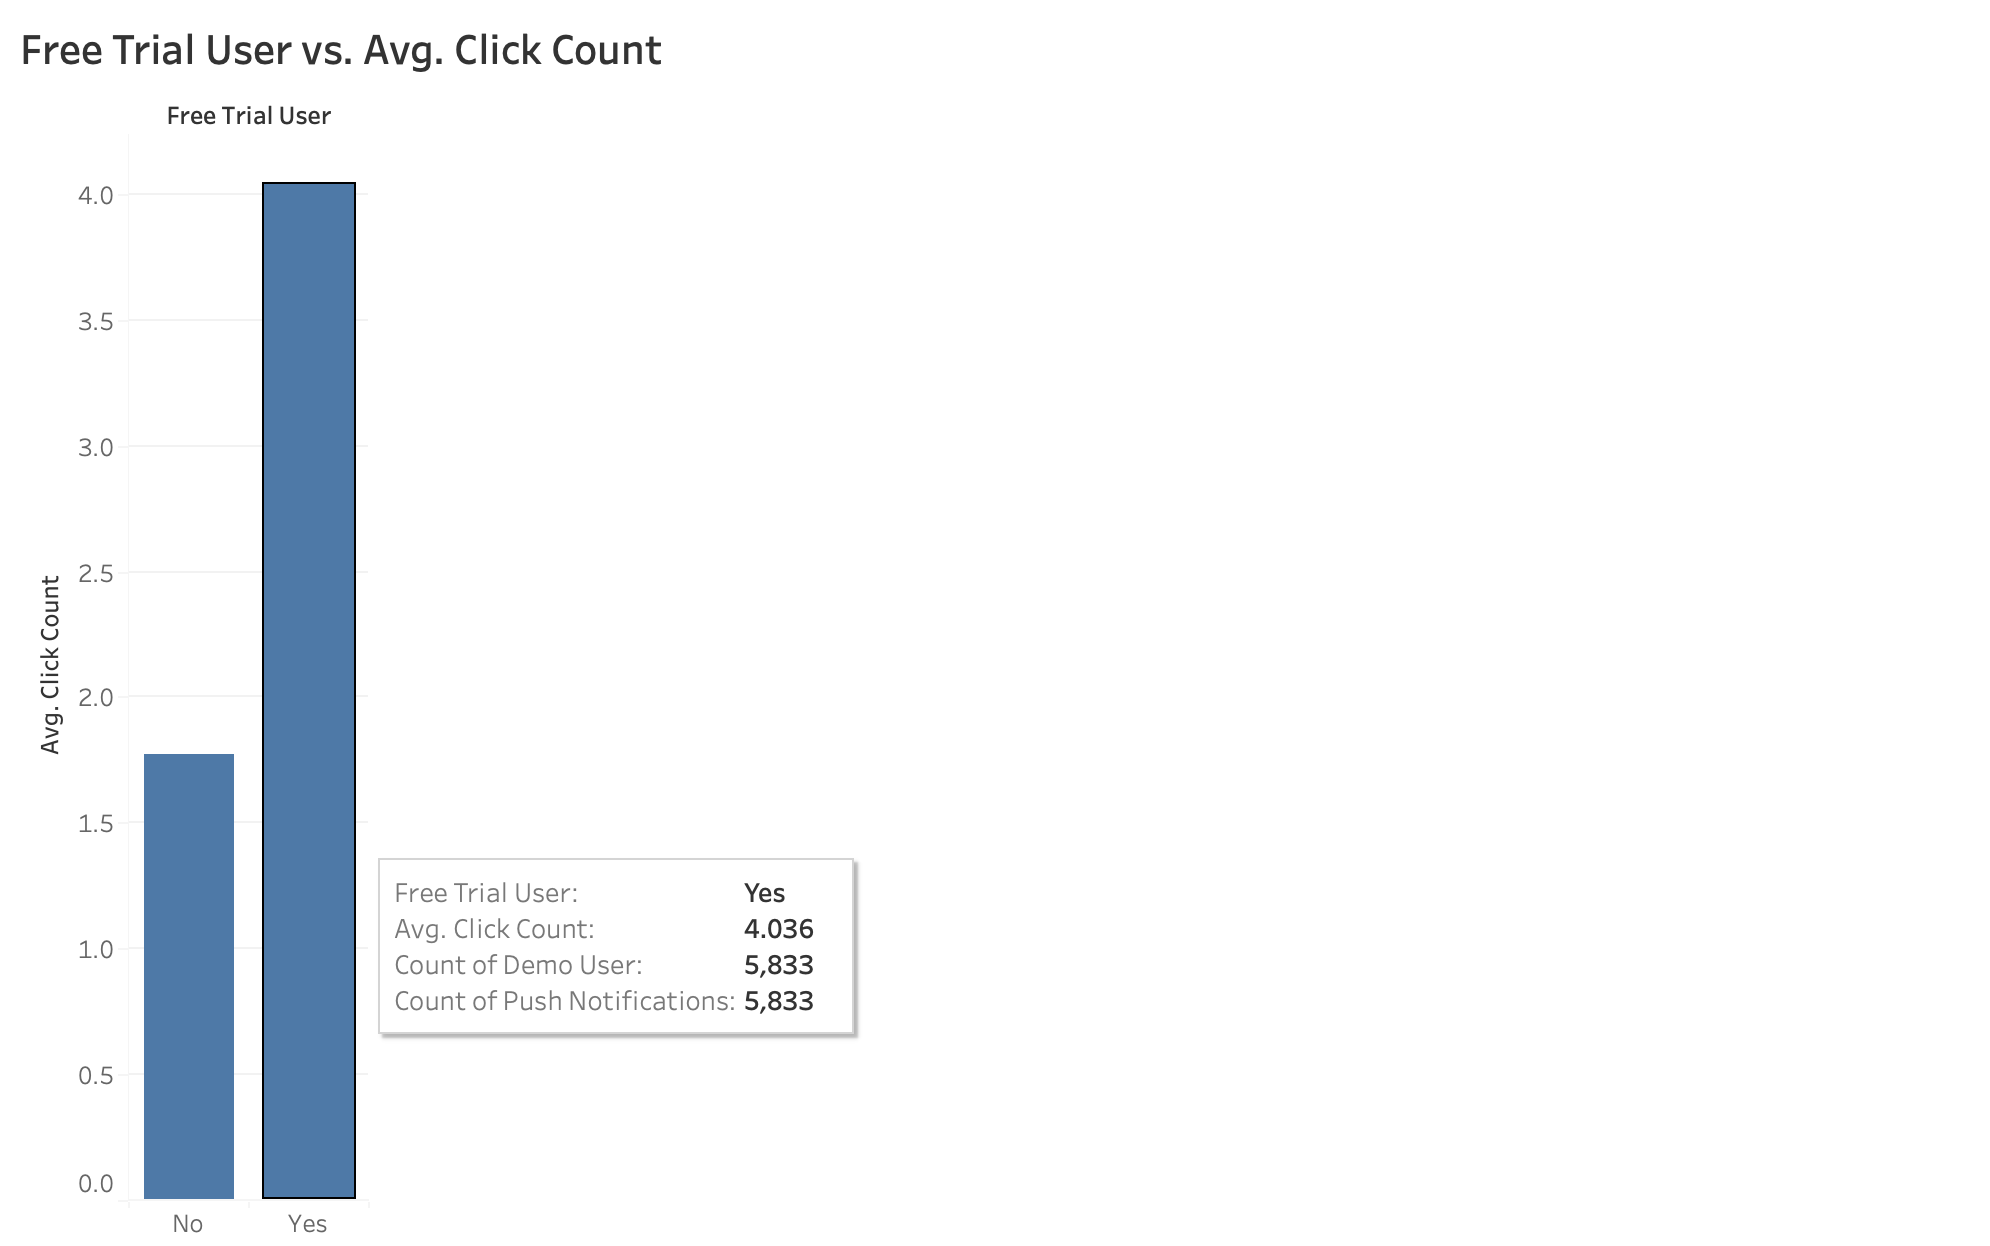 Free Trial User vs. Avg. Click Count
Free Trial User
4.0
3.5
3.0
2.5
2.0
1.5
1.0
0.5
0.0
Avg. Click Count
No
Yes
Free Trial User: Yes
Avg. Click Count: 4.036
Count of Demo User: 5,833
Count of Push Notifications: 5,833